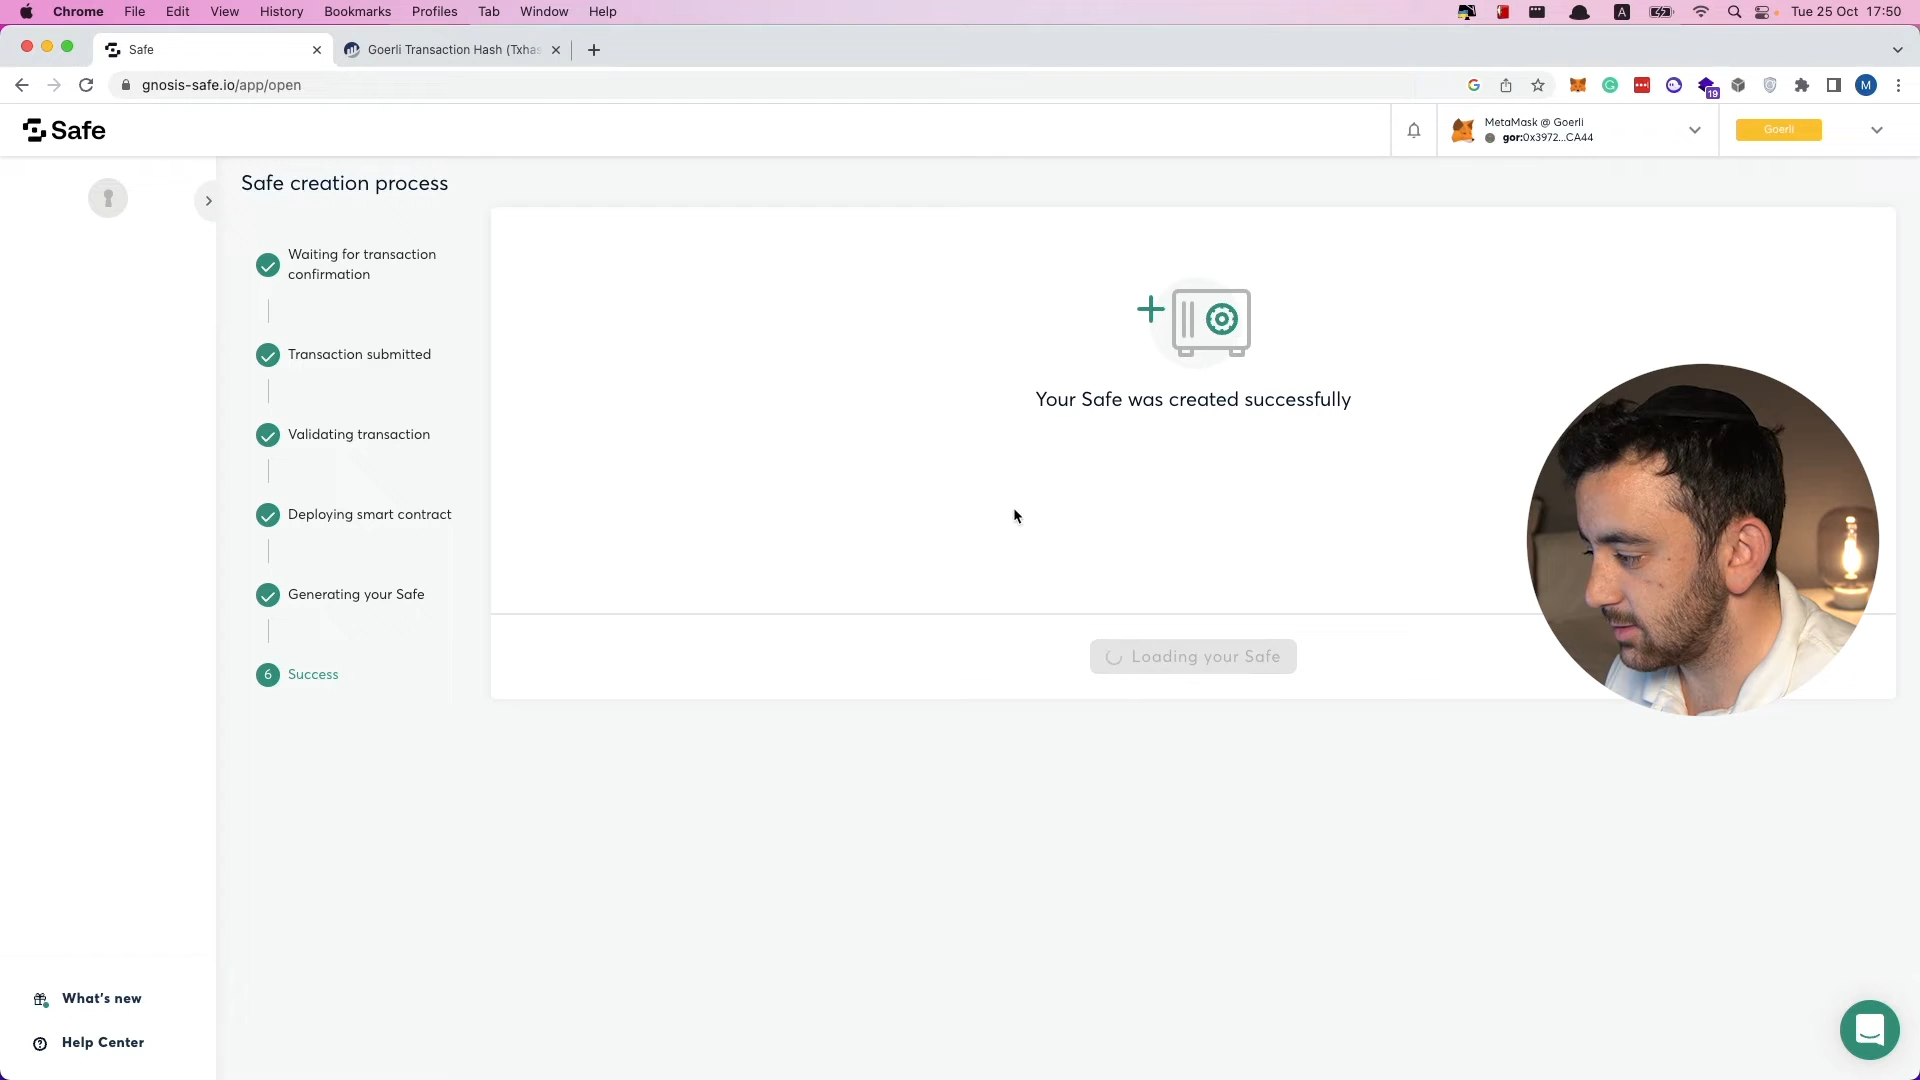 Chrome File Edit View History Bookmarks Profiles Tab Window Help
A
Tue 25 Oct 17:50
Safe
Goerli Transaction Hash (Txhas
gnosis-safe.io/app/open
19
M
Safe
MetaMask @ Goerli
gor:0x3972...CA44
Goerli
Safe creation process
Waiting for transaction
confirmation
Transaction submitted
Validating transaction
Deploying smart contract
Generating your Safe
6 Success
Your Safe was created successfully
Loading your Safe
What's new
Help Center